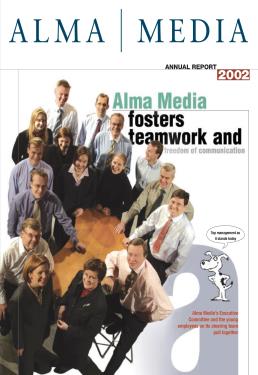 ALMA | MEDIA
ANNUAL REPORT
2002
Alma Media
fosters
teamwork and
freedom of communication
Top management as
it stands today
Alma Media's Executive
Committee and the young
employees on its steering team
pull together